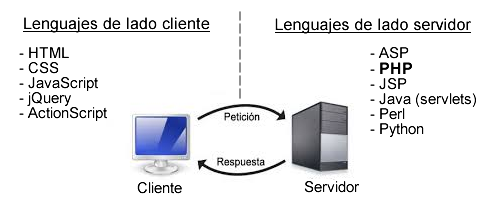 Lenguajes de lado cliente
- HTML
- CSS
- JavaScript
- jQuery
- ActionScript
Lenguajes de lado servidor
- ASP
- PHP
- JSP
- Java (servlets)
- Perl
- Python
Petición
Respuesta
Cliente
Servidor